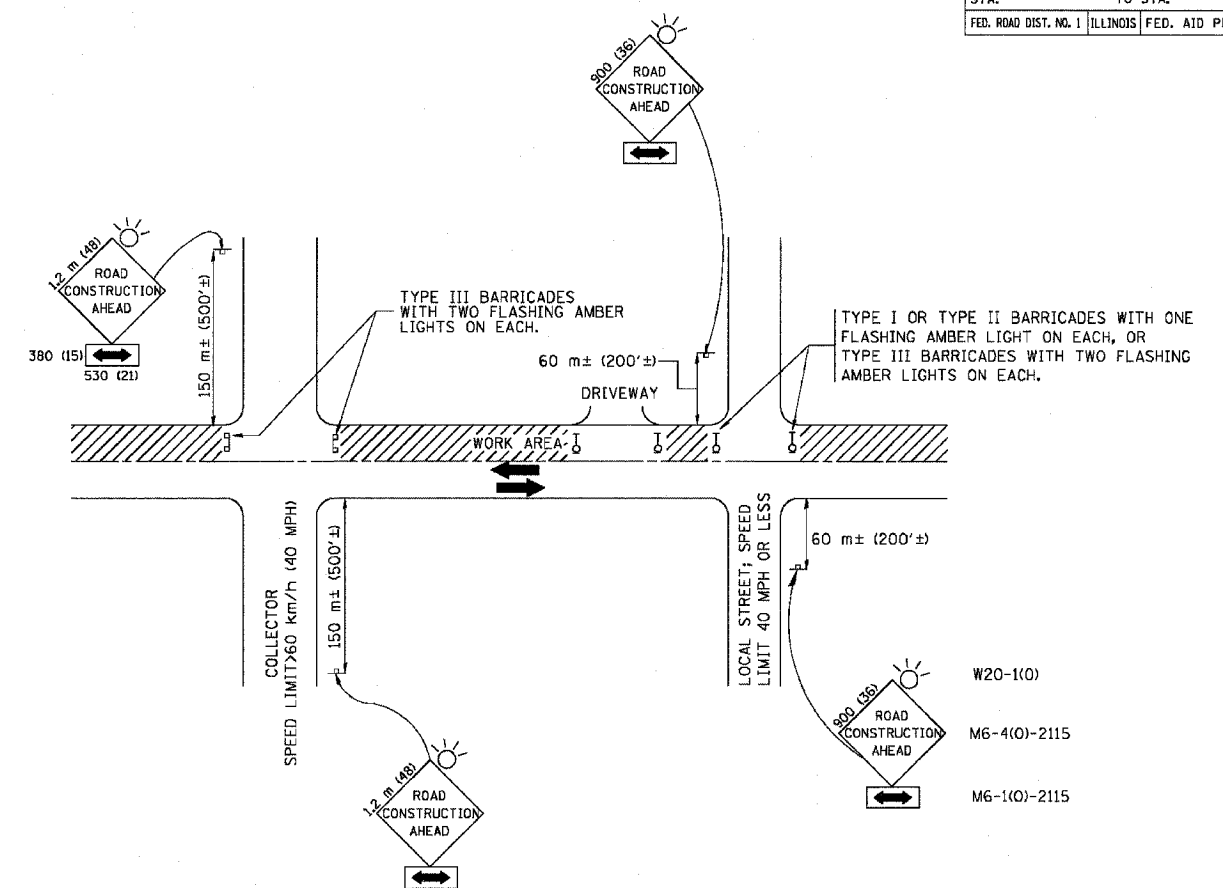 STA. TO STA.
FED. ROAD DIST. NO. 1 ILLINOIS FED. AID P
900 (36)
ROAD
CONSTRUCTION
AHEAD
1.2 m (48)
ROAD
CONSTRUCTION
AHEAD
380 (15)
530 (21)
150 m± (500'±)
TYPE III BARRICADES
WITH TWO FLASHING AMBER
LIGHTS ON EACH.
60 m± (200'±)
DRIVEWAY
TYPE I OR TYPE II BARRICADES WITH ONE
FLASHING AMBER LIGHT ON EACH, OR
TYPE III BARRICADES WITH TWO FLASHING
AMBER LIGHTS ON EACH.
WORK AREA
COLLECTOR
SPEED LIMIT>60 km/h (40 MPH)
150 m± (500'±)
LOCAL STREET; SPEED
LIMIT 40 MPH OR LESS
60 m± (200'±)
1.2 m (48)
ROAD
CONSTRUCTION
AHEAD
900 (36)
ROAD
CONSTRUCTION
AHEAD
W20-1(O)
M6-4(O)-2115
M6-1(O)-2115